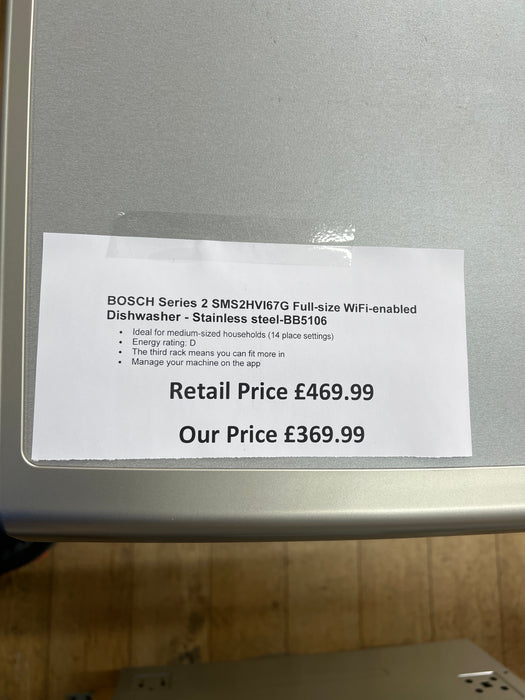 BOSCH Series 2 SMS2HVI67G Full-size WiFi-enabled
Dishwasher - Stainless steel-BB5106
• Ideal for medium-sized households (14 place settings)
• Energy rating: D
• The third rack means you can fit more in
• Manage your machine on the app
Retail Price £469.99
Our Price £369.99